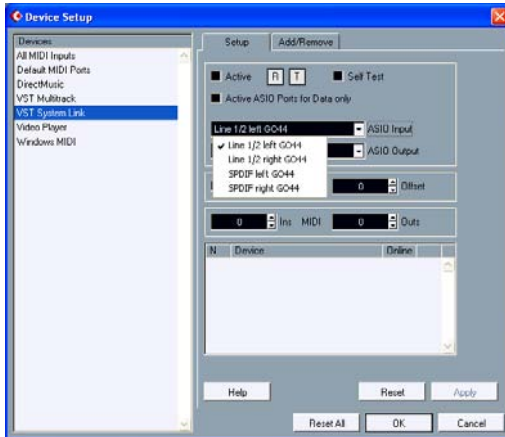 Device Setup
Devices
All MIDI Inputs
Default MIDI Ports
DirectMusic
VST Multitrack
VST System Link
Video Player
Windows MIDI
Setup
Add/Remove
Active
R
T
Self Test
Active ASIO Ports for Data only
Line 1/2 left GO44
ASIO Input
Line 1/2 left GO44
Line 1/2 right GO44
SPDIF left GO44
SPDIF right GO44
ASIO Output
0
Offset
0
Ins
MIDI
0
Outs
N
Device
Online
Help
Reset
Apply
Reset All
OK
Cancel